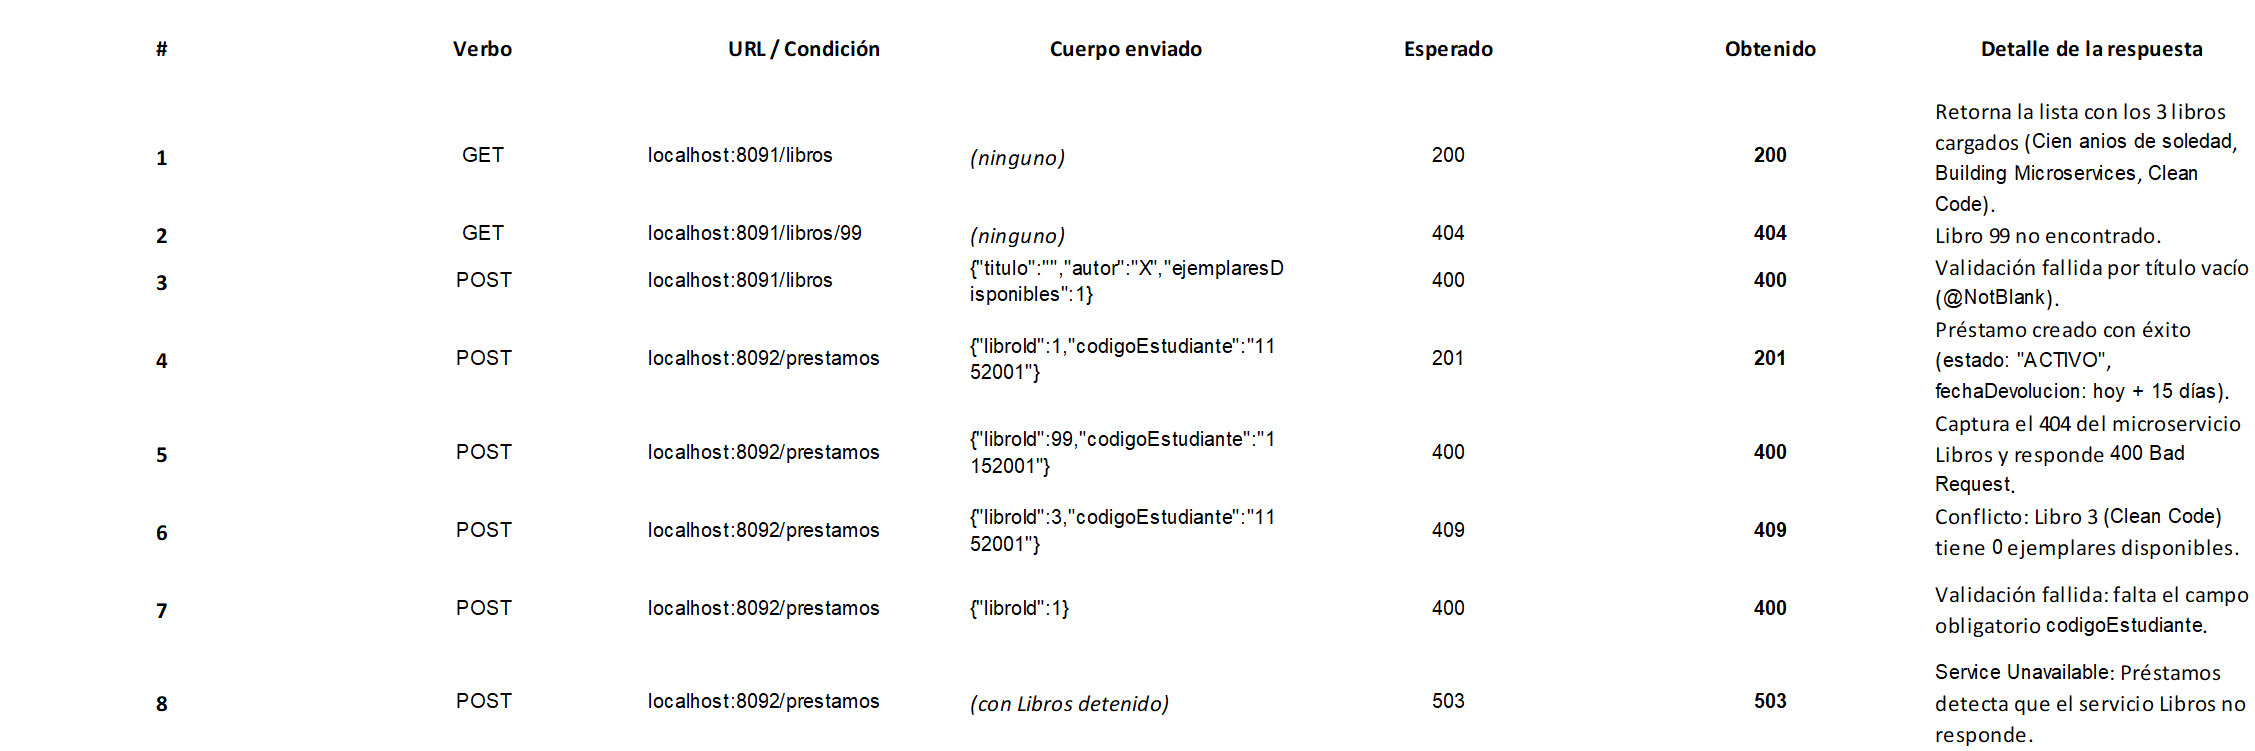 # Verbo URL / Condición Cuerpo enviado Esperado Obtenido Detalle de la respuesta
1 GET localhost:8091/libros (ninguno) 200 200 Retorna la lista con los 3 libros
cargados (Cien anios de soledad,
Building Microservices, Clean
Code).
2 GET localhost:8091/libros/99 (ninguno) 404 404 Libro 99 no encontrado.
3 POST localhost:8091/libros {"titulo":"","autor":"X","ejemplaresD
isponibles":1} 400 400 Validación fallida por título vacío
(@NotBlank).
4 POST localhost:8092/prestamos {"libroId":1,"codigoEstudiante":"11
52001"} 201 201 Préstamo creado con éxito
(estado: "ACTIVO",
fechaDevolucion: hoy + 15 días).
5 POST localhost:8092/prestamos {"libroId":99,"codigoEstudiante":"1
152001"} 400 400 Captura el 404 del microservicio
Libros y responde 400 Bad
Request.
6 POST localhost:8092/prestamos {"libroId":3,"codigoEstudiante":"11
52001"} 409 409 Conflicto: Libro 3 (Clean Code)
tiene 0 ejemplares disponibles.
7 POST localhost:8092/prestamos {"libroId":1} 400 400 Validación fallida: falta el campo
obligatorio codigoEstudiante.
8 POST localhost:8092/prestamos (con Libros detenido) 503 503 Service Unavailable: Préstamos
detecta que el servicio Libros no
responde.